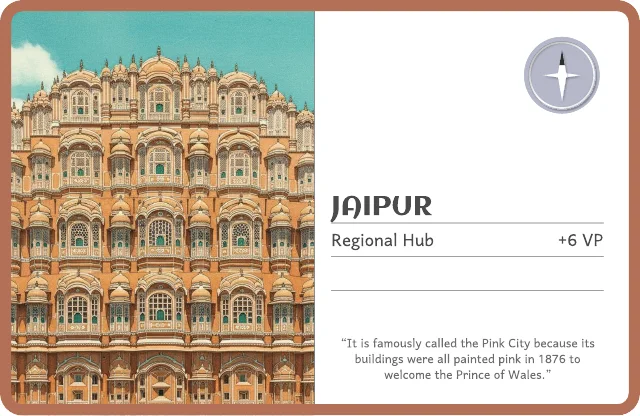 JAIPUR
Regional Hub +6 VP
“It is famously called the Pink City because its
buildings were all painted pink in 1876 to
welcome the Prince of Wales.”